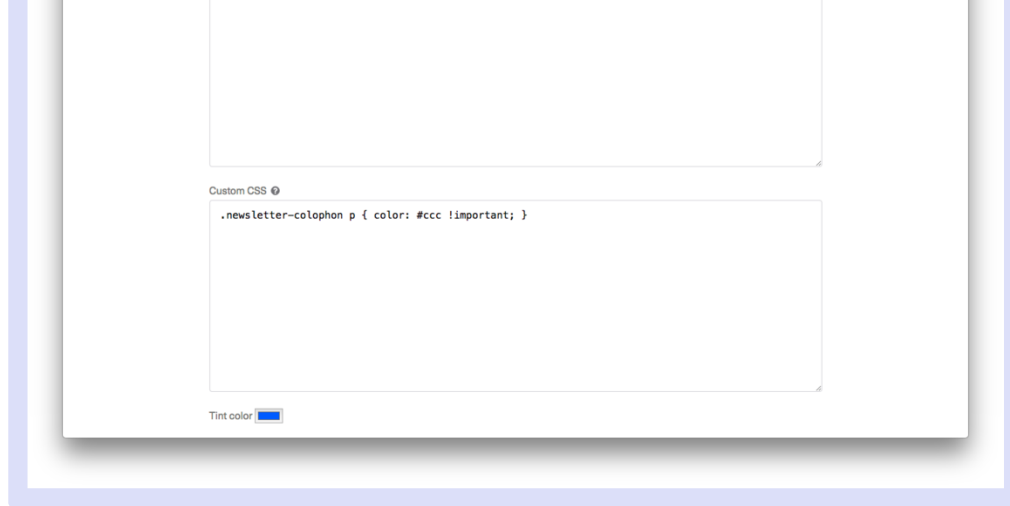 Custom CSS
.newsletter-colophon p { color: #ccc !important; }
Tint color